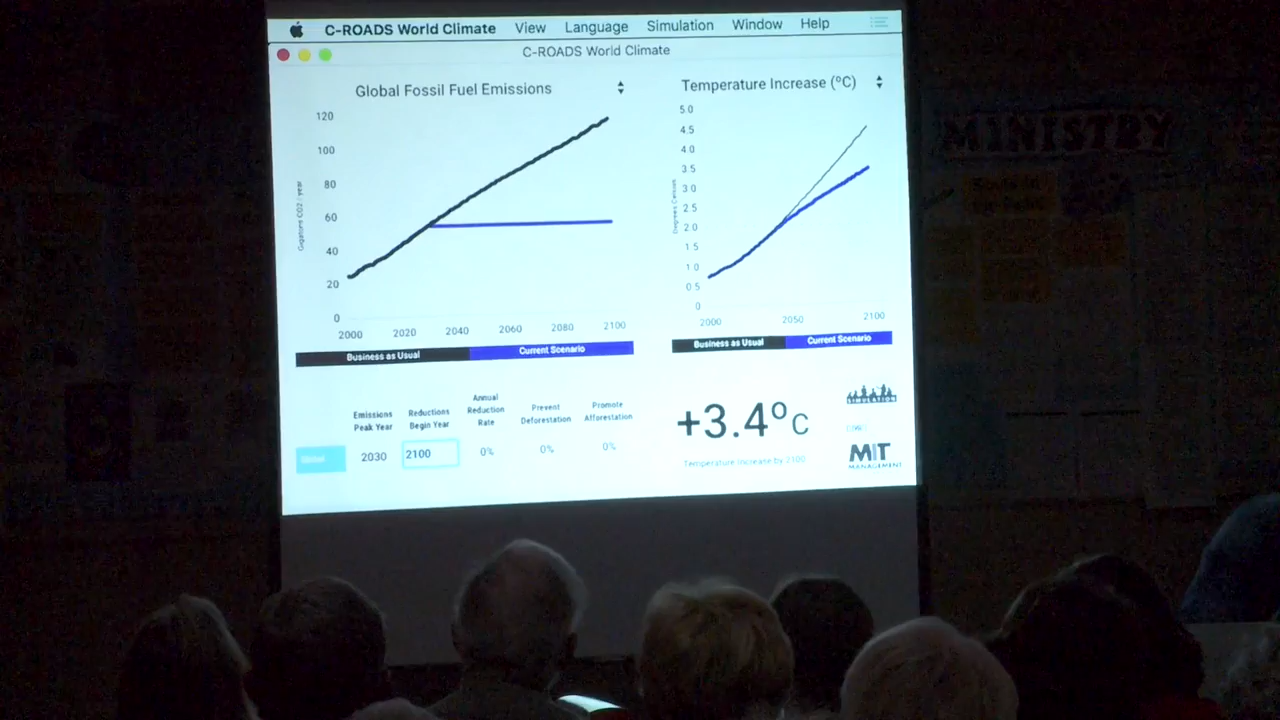 C-ROADS World Climate View Language Simulation Window Help
C-ROADS World Climate
Global Fossil Fuel Emissions
120
100
80
60
40
20
0
Gigatons CO2 / year
2000 2020 2040 2060 2080 2100
Business as Usual Current Scenario
Temperature Increase (ºC)
5.0
4.5
4.0
3.5
3.0
2.5
2.0
1.5
1.0
0.5
0
Degrees Celsius
2000 2050 2100
Business as Usual Current Scenario
Emissions
Peak Year
Reductions
Begin Year
Annual
Reduction
Rate
Prevent
Deforestation
Promote
Afforestation
Global 2030 2100 0% 0% 0%
+3.4ºC
Temperature Increase by 2100
MIT
MANAGEMENT
MINISTRY